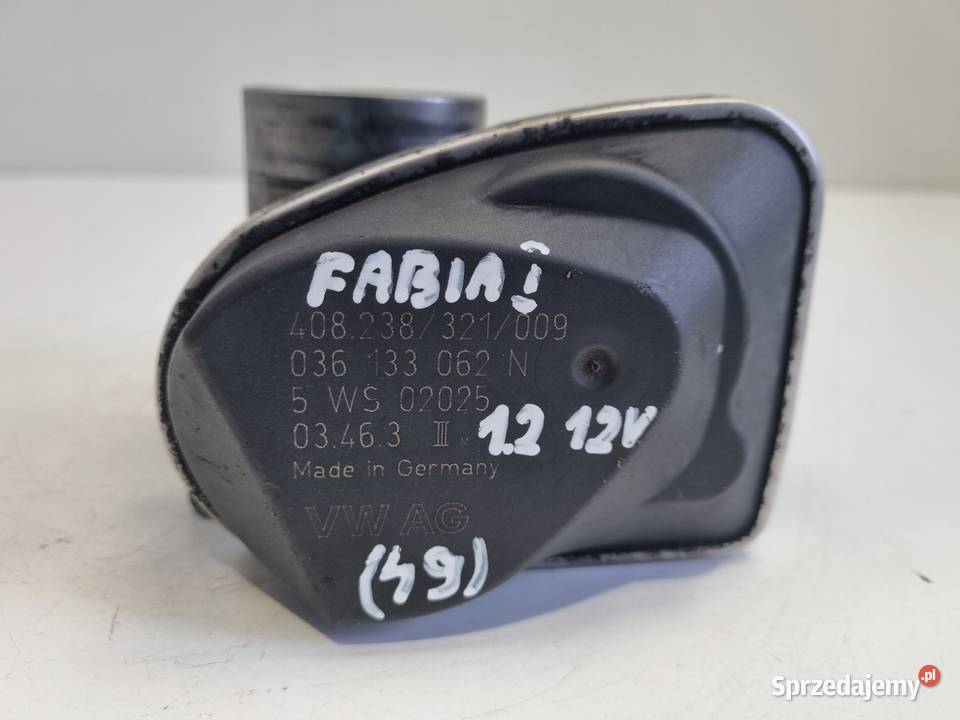 FABIA I
408.238/321/009
036 133 062 N
5 WS 02025
03.46.3 III
1.2 12V
Made in Germany
VW AG
(49)
Sprzedajemy.pl